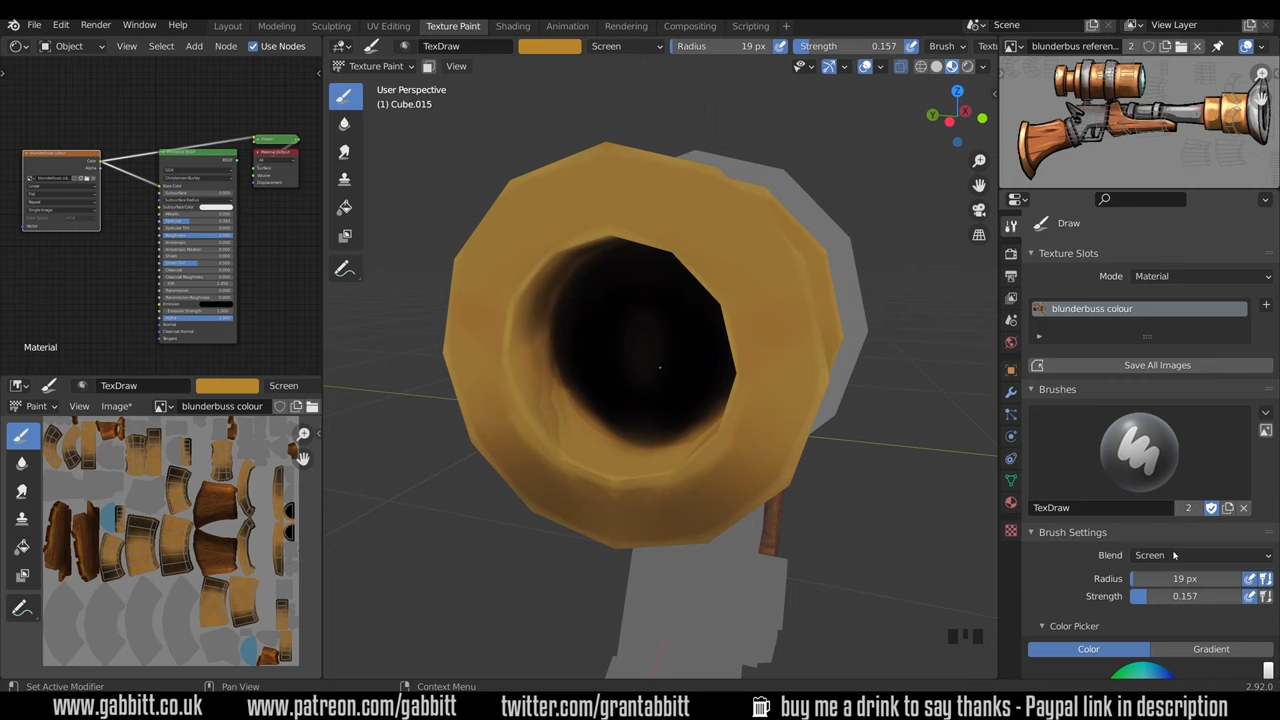 File Edit Render Window Help Layout Modeling Sculpting UV Editing Texture Paint Shading Animation Rendering Compositing Scripting + Scene View Layer
Object View Select Add Node Use Nodes TexDraw Screen Radius 19 px Strength 0.157 Brush blunderbuss referen... 2
Texture Paint View
User Perspective
(1) Cube.015
Z
Y
Draw
Texture Slots
Mode Material
blunderbuss colour
Save All Images
Material
Brushes
TexDraw Screen
Paint View Image* blunderbuss colour
TexDraw 2
Brush Settings
Blend Screen
Radius 19 px
Strength 0.157
Color Picker
Color Gradient
Set Active Modifier Pan View Context Menu 2.92.0
www.gabbitt.co.uk www.patreon.com/gabbitt twitter.com/grantabbitt buy me a drink to say thanks - Paypal link in description